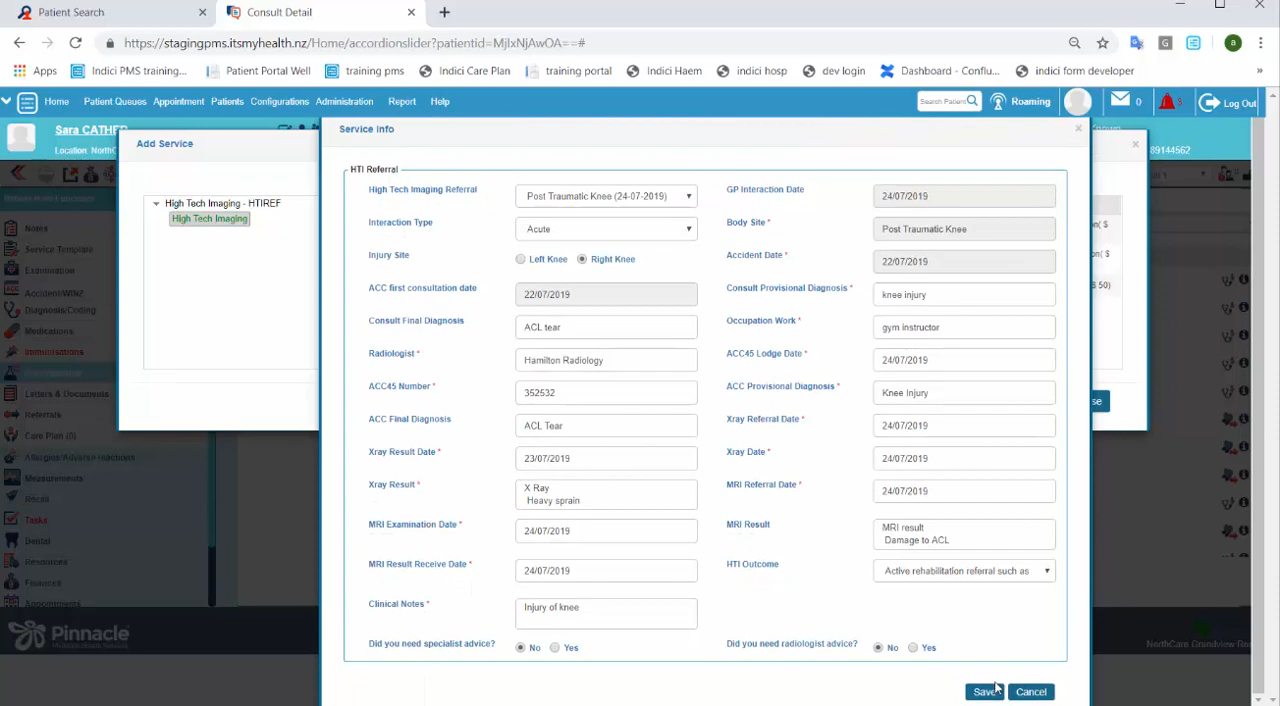 Patient Search
Consult Detail
https://stagingpms.itsmyhealth.nz/Home/accordionslider?patientid=MjIxNjAwOA==#
Apps
Indici PMS training...
Patient Portal Well
training pms
Indici Care Plan
training portal
Indici Haem
indici hosp
dev login
Dashboard - Conflu...
indici form developer
»
Home
Patient Queues
Appointment
Patients
Configurations
Administration
Report
Help
Search Patient
Roaming
0
3
Log Out
Sara CATHER
Location
89144562
Add Service
High Tech Imaging - HTIREF
High Tech Imaging
Notes
Service Template
Examination
Accident/WINZ
Diagnosis/Coding
Medications
Immunisations
Letters & Documents
Referrals
Care Plan (0)
Allergies/Adverse Reactions
Measurements
Recall
Tasks
Dental
Resources
Financed
Appointments
Service Info
HTI Referral
High Tech Imaging Referral
Post Traumatic Knee (24-07-2019)
GP Interaction Date
24/07/2019
Interaction Type
Acute
Body Site *
Post Traumatic Knee
Injury Site
Left Knee
Right Knee
Accident Date *
22/07/2019
ACC first consultation date
22/07/2019
Consult Provisional Diagnosis *
knee injury
Consult Final Diagnosis
ACL tear
Occupation Work *
gym instructor
Radiologist *
Hamilton Radiology
ACC45 Lodge Date *
24/07/2019
ACC45 Number *
352532
ACC Provisional Diagnosis *
Knee Injury
ACC Final Diagnosis
ACL Tear
Xray Referral Date *
24/07/2019
Xray Result Date *
23/07/2019
Xray Date *
24/07/2019
Xray Result *
X Ray
Heavy sprain
MRI Referral Date *
24/07/2019
MRI Examination Date *
24/07/2019
MRI Result
MRI result
Damage to ACL
MRI Result Receive Date *
24/07/2019
HTI Outcome
Active rehabilitation referral such as
Clinical Notes *
Injury of knee
Did you need specialist advice?
No
Yes
Did you need radiologist advice?
No
Yes
Save
Cancel
$ 50)
Pinnacle
NorthCare Grandview Ro